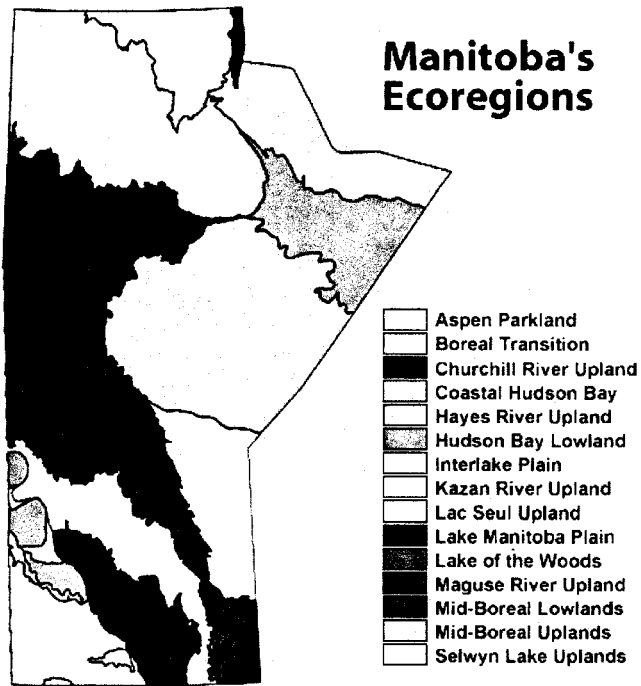 Manitoba's
Ecoregions
Aspen Parkland
Boreal Transition
Churchill River Upland
Coastal Hudson Bay
Hayes River Upland
Hudson Bay Lowland
Interlake Plain
Kazan River Upland
Lac Seul Upland
Lake Manitoba Plain
Lake of the Woods
Maguse River Upland
Mid-Boreal Lowlands
Mid-Boreal Uplands
Selwyn Lake Uplands